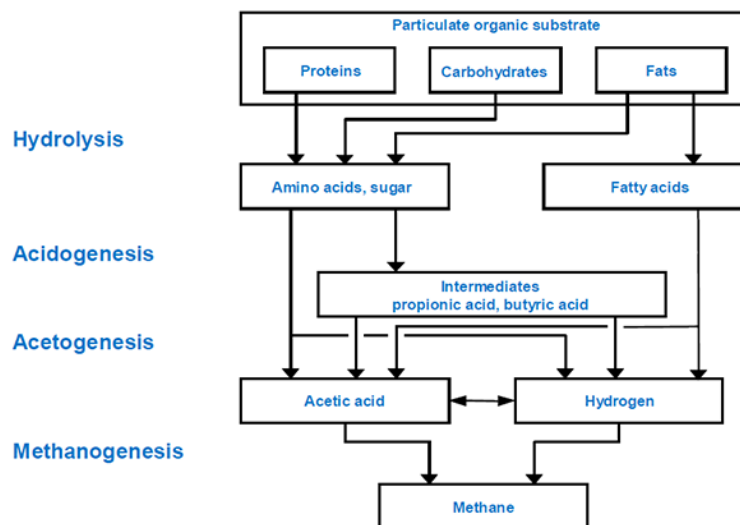 Particulate organic substrate
Proteins
Carbohydrates
Fats
Hydrolysis
Amino acids, sugar
Fatty acids
Acidogenesis
Intermediates
propionic acid, butyric acid
Acetogenesis
Acetic acid
Hydrogen
Methanogenesis
Methane